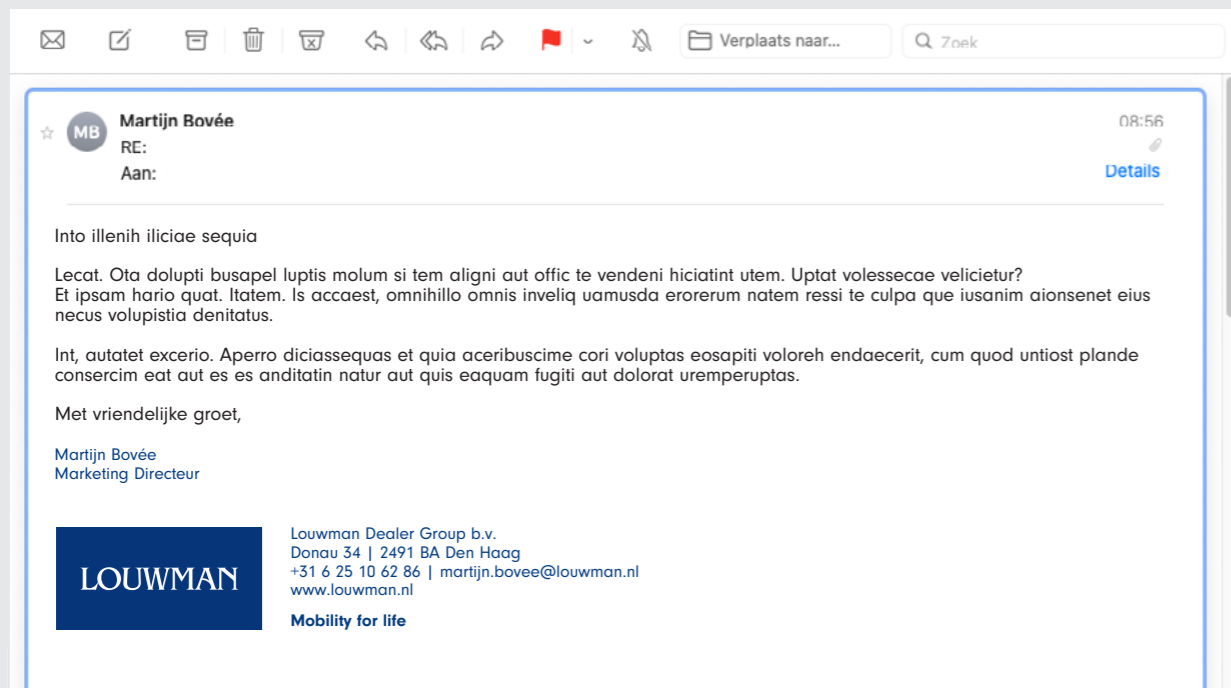 Verplaats naar...
Zoek
MB
Martijn Bovée
08:56
RE:
Aan:
Details
Into illenih iliciae sequia
Lecat. Ota dolupti busapel luptis molum si tem aligni aut offic te vendeni hiciatint utem. Uptat volessecae velicietur?
Et ipsam hario quat. Itatem. Is accaest, omnihillo omnis inveliq uamusda erorerum natem ressi te culpa que iusanim aionsenet eius
necus volupistia denitatus.
Int, autatet excerio. Aperro diciassequas et quia aceribuscime cori voluptas eosapiti voloreh endaecerit, cum quod untiost plande
consercim eat aut es es anditatin natur aut quis eaquam fugiti aut dolorat uremperuptas.
Met vriendelijke groet,
Martijn Bovée
Marketing Directeur
LOUWMAN
Louwman Dealer Group b.v.
Donau 34 | 2491 BA Den Haag
+31 6 25 10 62 86 | martijn.bovee@louwman.nl
www.louwman.nl
Mobility for life